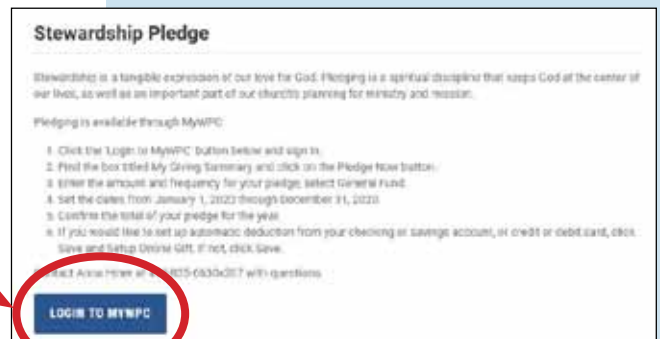 Stewardship Pledge
Stewardship is a tangible expression of our love for God. Pledging is a spiritual discipline that keeps God at the center of
our lives, as well as an important part of our church's planning for ministry and mission.
Pledging is available through MyWPC:
1. Click the 'Login to MyWPC' button below and sign in.
2. Find the box titled My Giving Summary and click on the Pledge Now button.
3. Enter the amount and frequency for your pledge; select General Fund.
4. Set the dates from January 1, 2020 through December 31, 2020.
5. Confirm the total of your pledge for the year.
6. If you would like to set up automatic deduction from your checking or savings account, or credit or debit card, click
Save and Setup Online Gift. If not, click Save.
Contact Anna at with questions.
LOGIN TO MYWPC